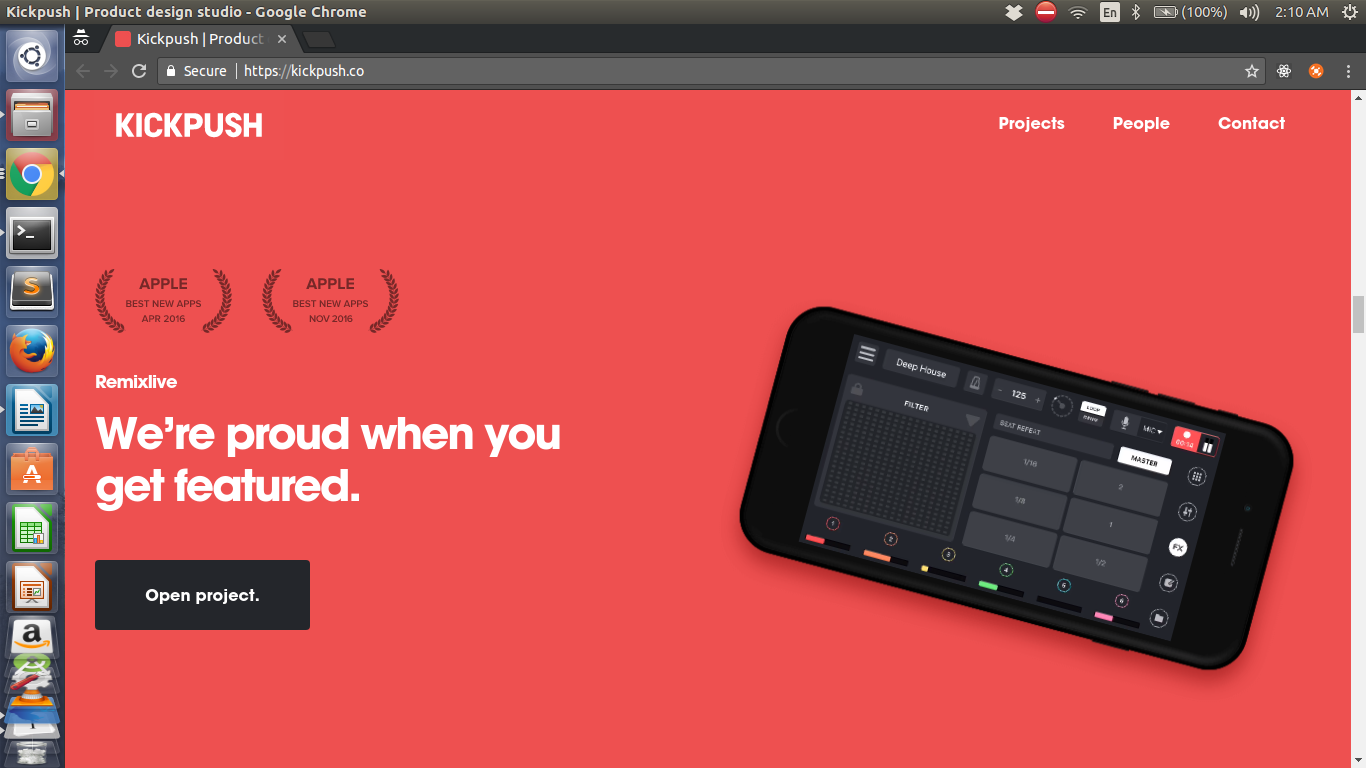 Kickpush | Product design studio - Google Chrome
En
(100%)
2:10 AM
Kickpush | Product
Secure
https://kickpush.co
KICKPUSH
Projects
People
Contact
APPLE
BEST NEW APPS
APR 2016
APPLE
BEST NEW APPS
NOV 2016
Remixlive
We’re proud when you
get featured.
Open project.
Deep House
- 125 +
LOOP
MIC
00:14
FILTER
BEAT REPEAT
MASTER
1/16
2
1/8
1
1/4
1/2
FX
1
2
3
4
5
6
S
a